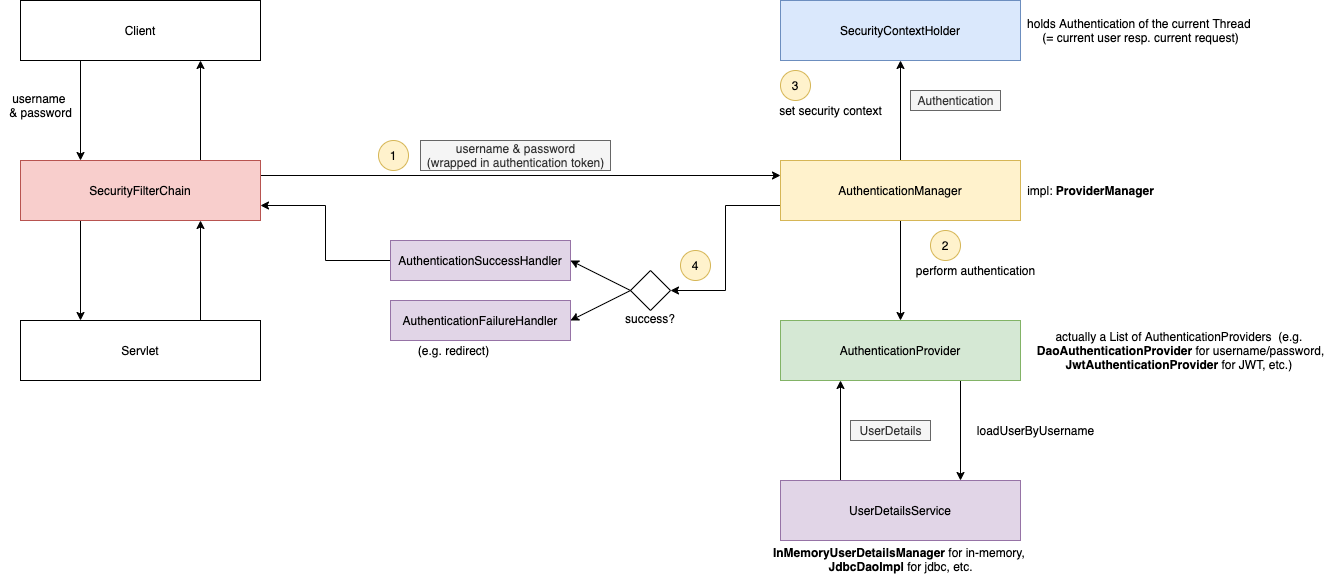 Client
SecurityContextHolder
holds Authentication of the current Thread
(= current user resp. current request)
username
& password
3
set security context
Authentication
1
username & password
(wrapped in authentication token)
SecurityFilterChain
AuthenticationManager
impl: ProviderManager
2
perform authentication
AuthenticationSuccessHandler
4
AuthenticationFailureHandler
success?
(e.g. redirect)
Servlet
AuthenticationProvider
actually a List of AuthenticationProviders (e.g.
DaoAuthenticationProvider for username/password,
JwtAuthenticationProvider for JWT, etc.)
UserDetails
loadUserByUsername
UserDetailsService
InMemoryUserDetailsManager for in-memory,
JdbcDaoImpl for jdbc, etc.